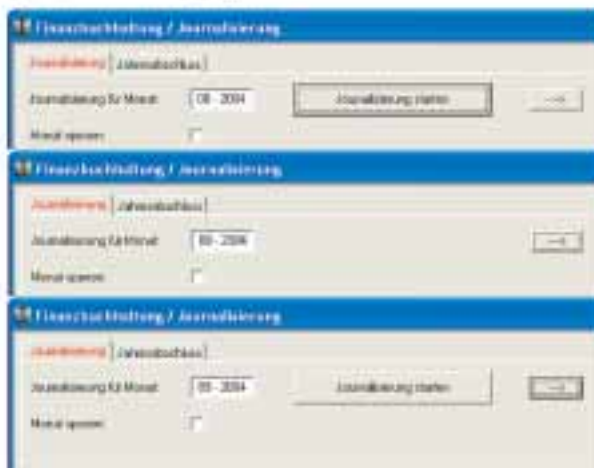 Finanzbuchhaltung / Journalisierung
Journalisierung Jahresabschluss
Journalisierung für Monat 08 - 2004 Journalisierung starten --->
Monat sperren
Finanzbuchhaltung / Journalisierung
Journalisierung Jahresabschluss
Journalisierung für Monat - 2004 --->
Monat sperren
Finanzbuchhaltung / Journalisierung
Journalisierung Jahresabschluss
Journalisierung für Monat 09 - 2004 Journalisierung starten --->
Monat sperren